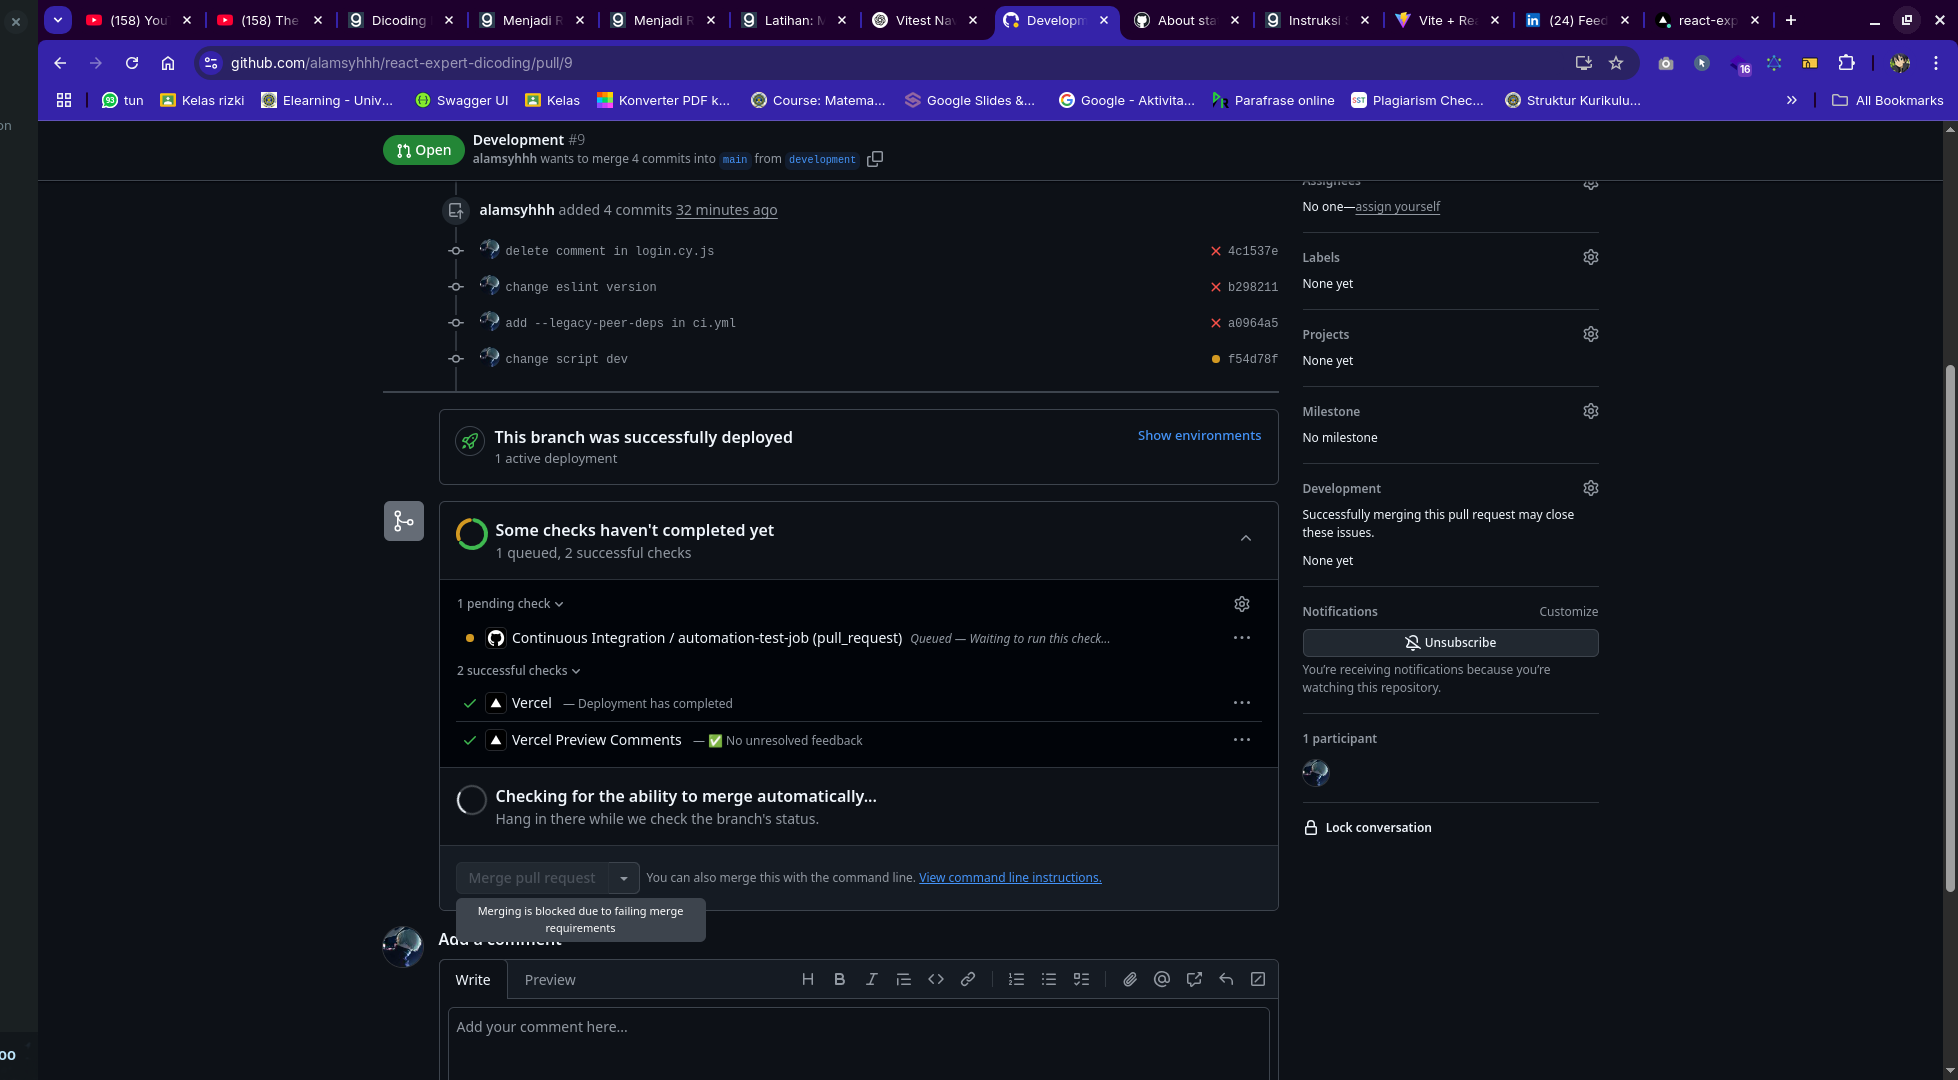 (158) You
(158) The
Dicoding
Menjadi R
Menjadi R
Latihan: M
Vitest Na
Developm
About sta
Instruksi
Vite + Re
(24) Feed
react-exp
github.com/alamsyhhh/react-expert-dicoding/pull/9
16
93
tun
Kelas rizki
Elearning - Univ...
Swagger UI
Kelas
Konverter PDF k...
Course: Matema...
Google Slides &...
Google - Aktivita...
Parafrase online
SST
Plagiarism Chec...
Struktur Kurikulu...
All Bookmarks
on
Open
Development #9
alamsyhhh wants to merge 4 commits into main from development
alamsyhhh added 4 commits 32 minutes ago
delete comment in login.cy.js 4c1537e
change eslint version b298211
add --legacy-peer-deps in ci.yml a0964a5
change script dev f54d78f
This branch was successfully deployed
1 active deployment
Show environments
Some checks haven't completed yet
1 queued, 2 successful checks
1 pending check
Continuous Integration / automation-test-job (pull_request) Queued — Waiting to run this check...
2 successful checks
Vercel — Deployment has completed
Vercel Preview Comments — ✅ No unresolved feedback
Checking for the ability to merge automatically...
Hang in there while we check the branch's status.
Merge pull request
You can also merge this with the command line. View command line instructions.
Merging is blocked due to failing merge
requirements
Add a comment
Write
Preview
Add your comment here...
Assignees
No one—assign yourself
Labels
None yet
Projects
None yet
Milestone
No milestone
Development
Successfully merging this pull request may close
these issues.
None yet
Notifications
Customize
Unsubscribe
You're receiving notifications because you're
watching this repository.
1 participant
Lock conversation
oo